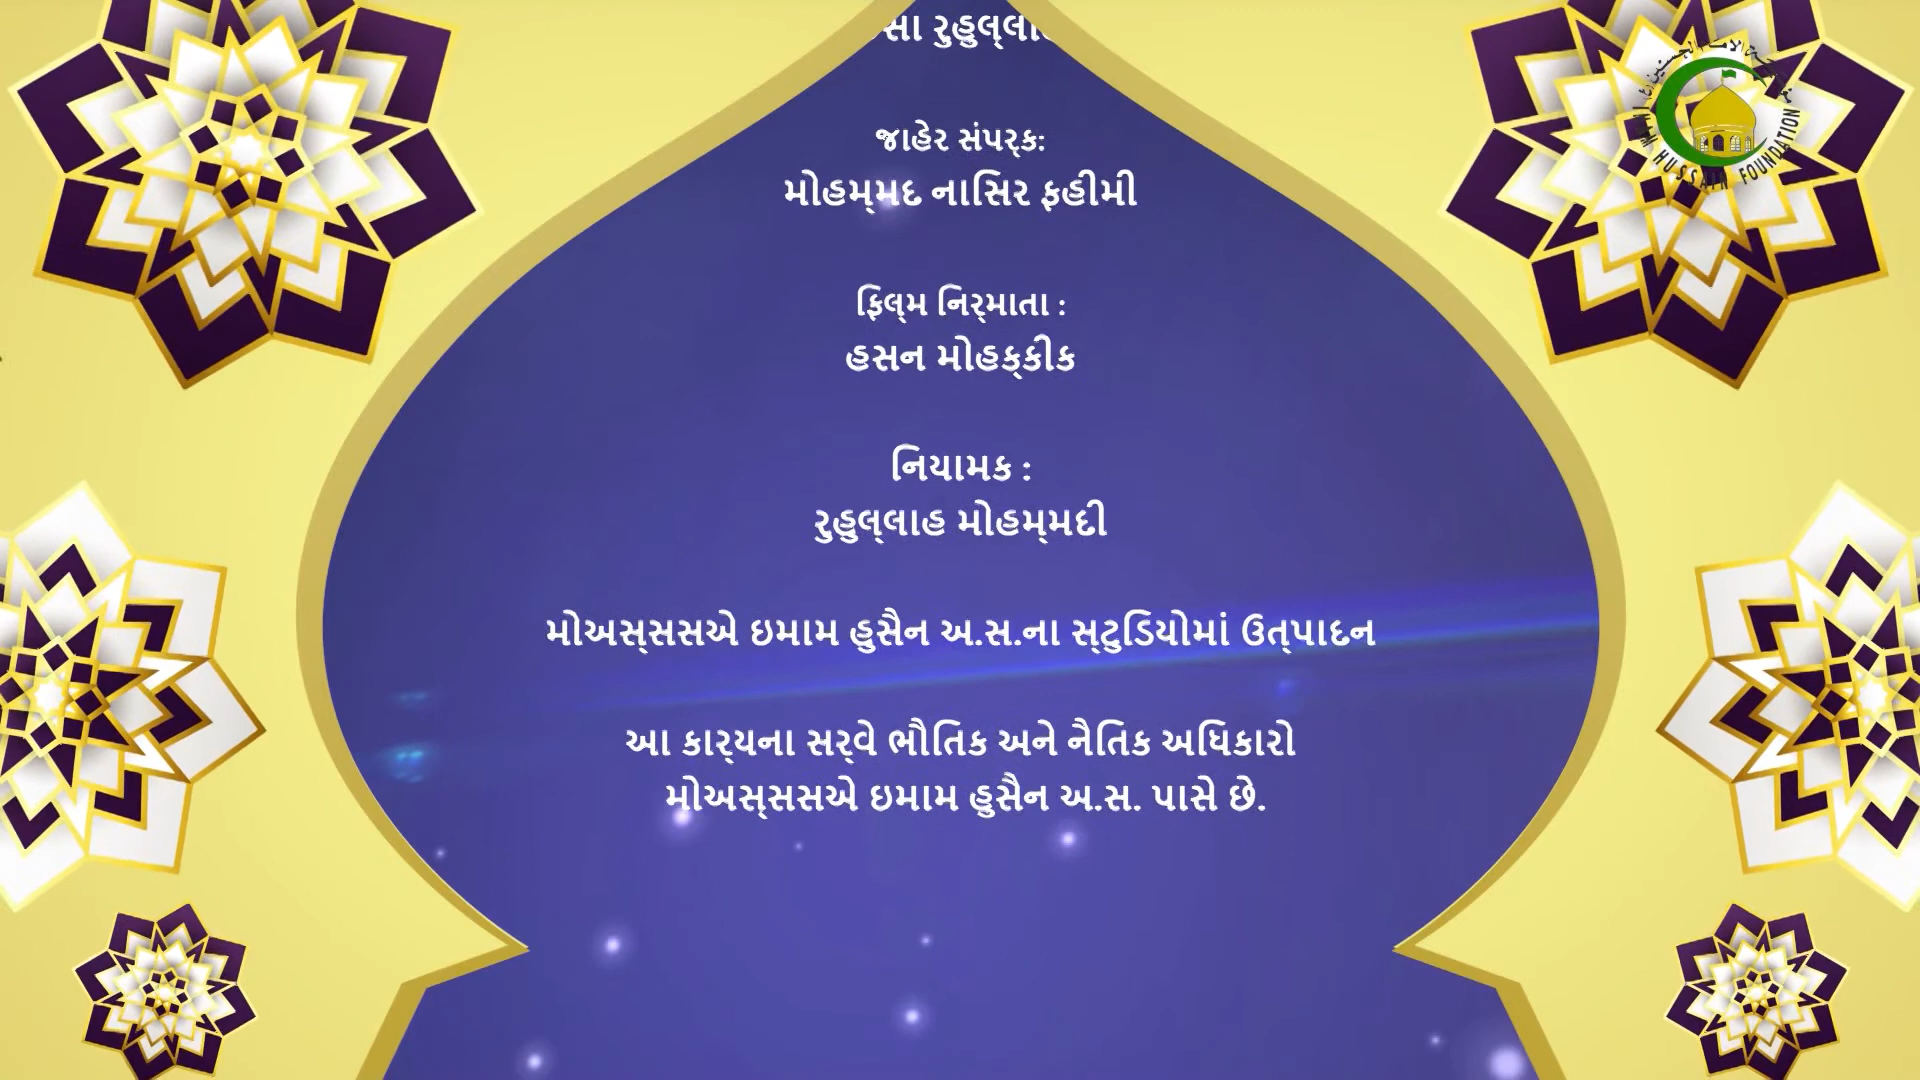 રુહુલ્લાહ
જાહેર સંપર્ક:
મોહમ્મદ નાસિર ફહીમી
ફિલ્મ નિર્માતા :
હસન મોહક્કીક
નિયામક :
રુહુલ્લાહ મોહમ્મદી
મોઅસ્સસએ ઇમામ હુસૈન અ.સ.ના સ્ટુડિયોમાં ઉત્પાદન
આ કાર્યના સર્વે ભૌતિક અને નૈતિક અધિકારો
મોઅસ્સસએ ઇમામ હુસૈન અ.સ. પાસે છે.
IMAM HUSSAIN FOUNDATION